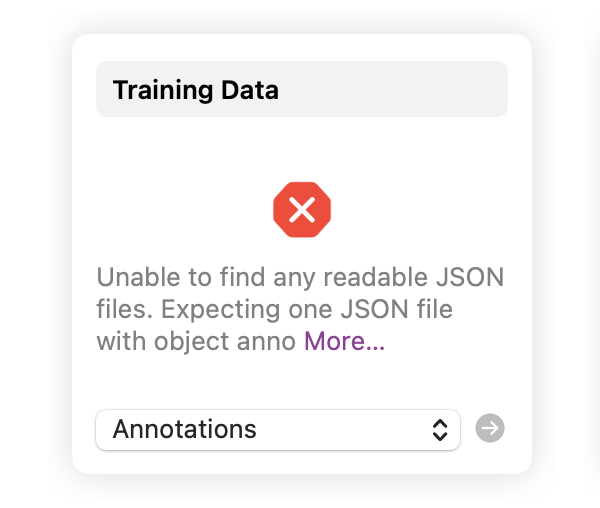 Training Data
Unable to find any readable JSON
files. Expecting one JSON file
with object anno More...
Annotations